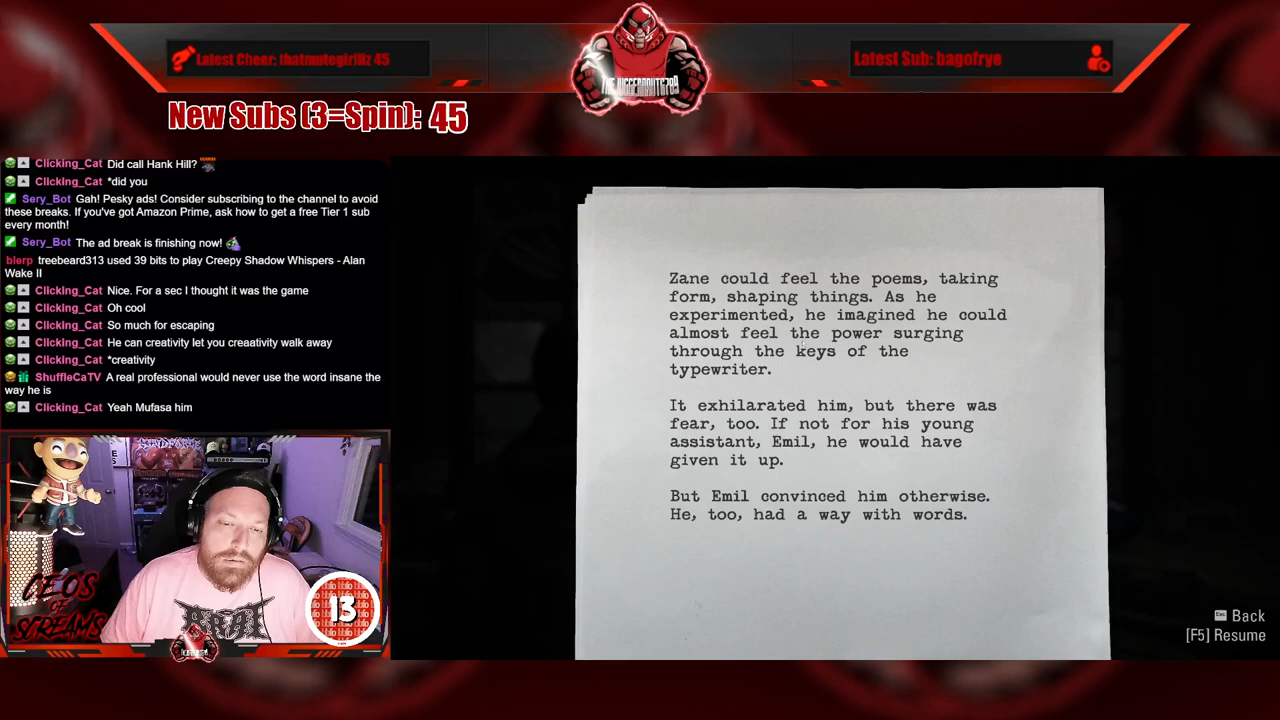 Latest Cheer: thatmutegirlliz 45
THEJUGGERNAUT6789
Latest Sub: bagofrye
New Subs (3=Spin): 45
Clicking_Cat Did call Hank Hill?
Clicking_Cat *did you
Sery_Bot Gah! Pesky ads! Consider subscribing to the channel to avoid
these breaks. If you've got Amazon Prime, ask how to get a free Tier 1 sub
every month!
Sery_Bot The ad break is finishing now!
blerp treebeard313 used 39 bits to play Creepy Shadow Whispers - Alan
Wake II
Clicking_Cat Nice. For a sec I thought it was the game
Clicking_Cat Oh cool
Clicking_Cat So much for escaping
Clicking_Cat He can creativity let you creaativity walk away
Clicking_Cat *creativity
ShuffleCaTV A real professional would never use the word insane the
way he is
Clicking_Cat Yeah Mufasa him
Zane could feel the poems, taking
form, shaping things. As he
experimented, he imagined he could
almost feel the power surging
through the keys of the
typewriter.
It exhilarated him, but there was
fear, too. If not for his young
assistant, Emil, he would have
given it up.
But Emil convinced him otherwise.
He, too, had a way with words.
CEOS
OF
SCREAMS
13
Esc Back
[F5] Resume